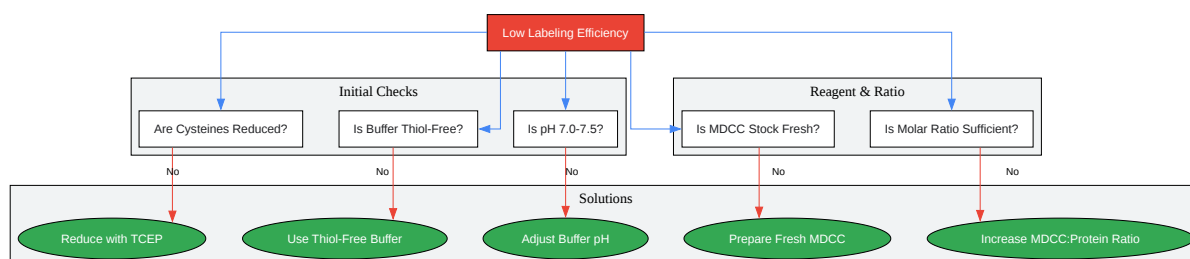 Low Labeling Efficiency
Initial Checks
Reagent & Ratio
Are Cysteines Reduced?
Is Buffer Thiol-Free?
Is pH 7.0-7.5?
Is MDCC Stock Fresh?
Is Molar Ratio Sufficient?
No
No
No
No
No
Solutions
Reduce with TCEP
Use Thiol-Free Buffer
Adjust Buffer pH
Prepare Fresh MDCC
Increase MDCC:Protein Ratio